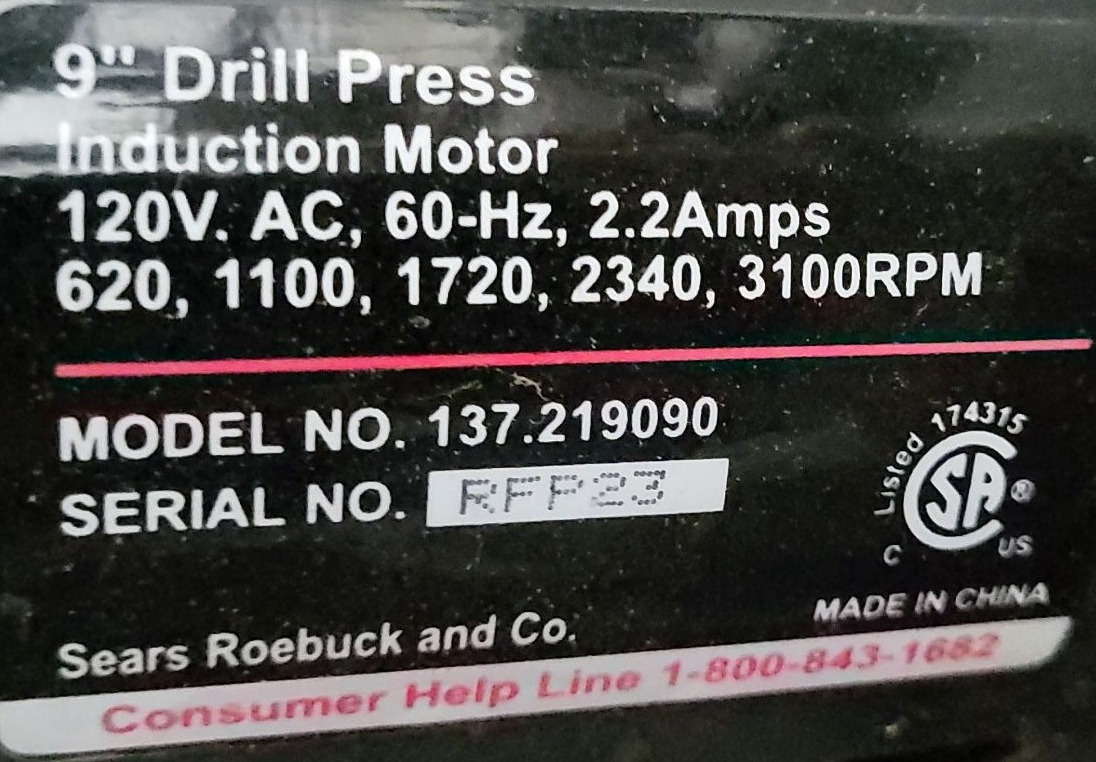 9" Drill Press
Induction Motor
120V. AC, 60-Hz, 2.2Amps
620, 1100, 1720, 2340, 3100RPM
MODEL NO. 137.219090
SERIAL NO. RFP23
Listed 174315
SA ®
C US
MADE IN CHINA
Sears Roebuck and Co.
Consumer Help Line 1-800-843-1682